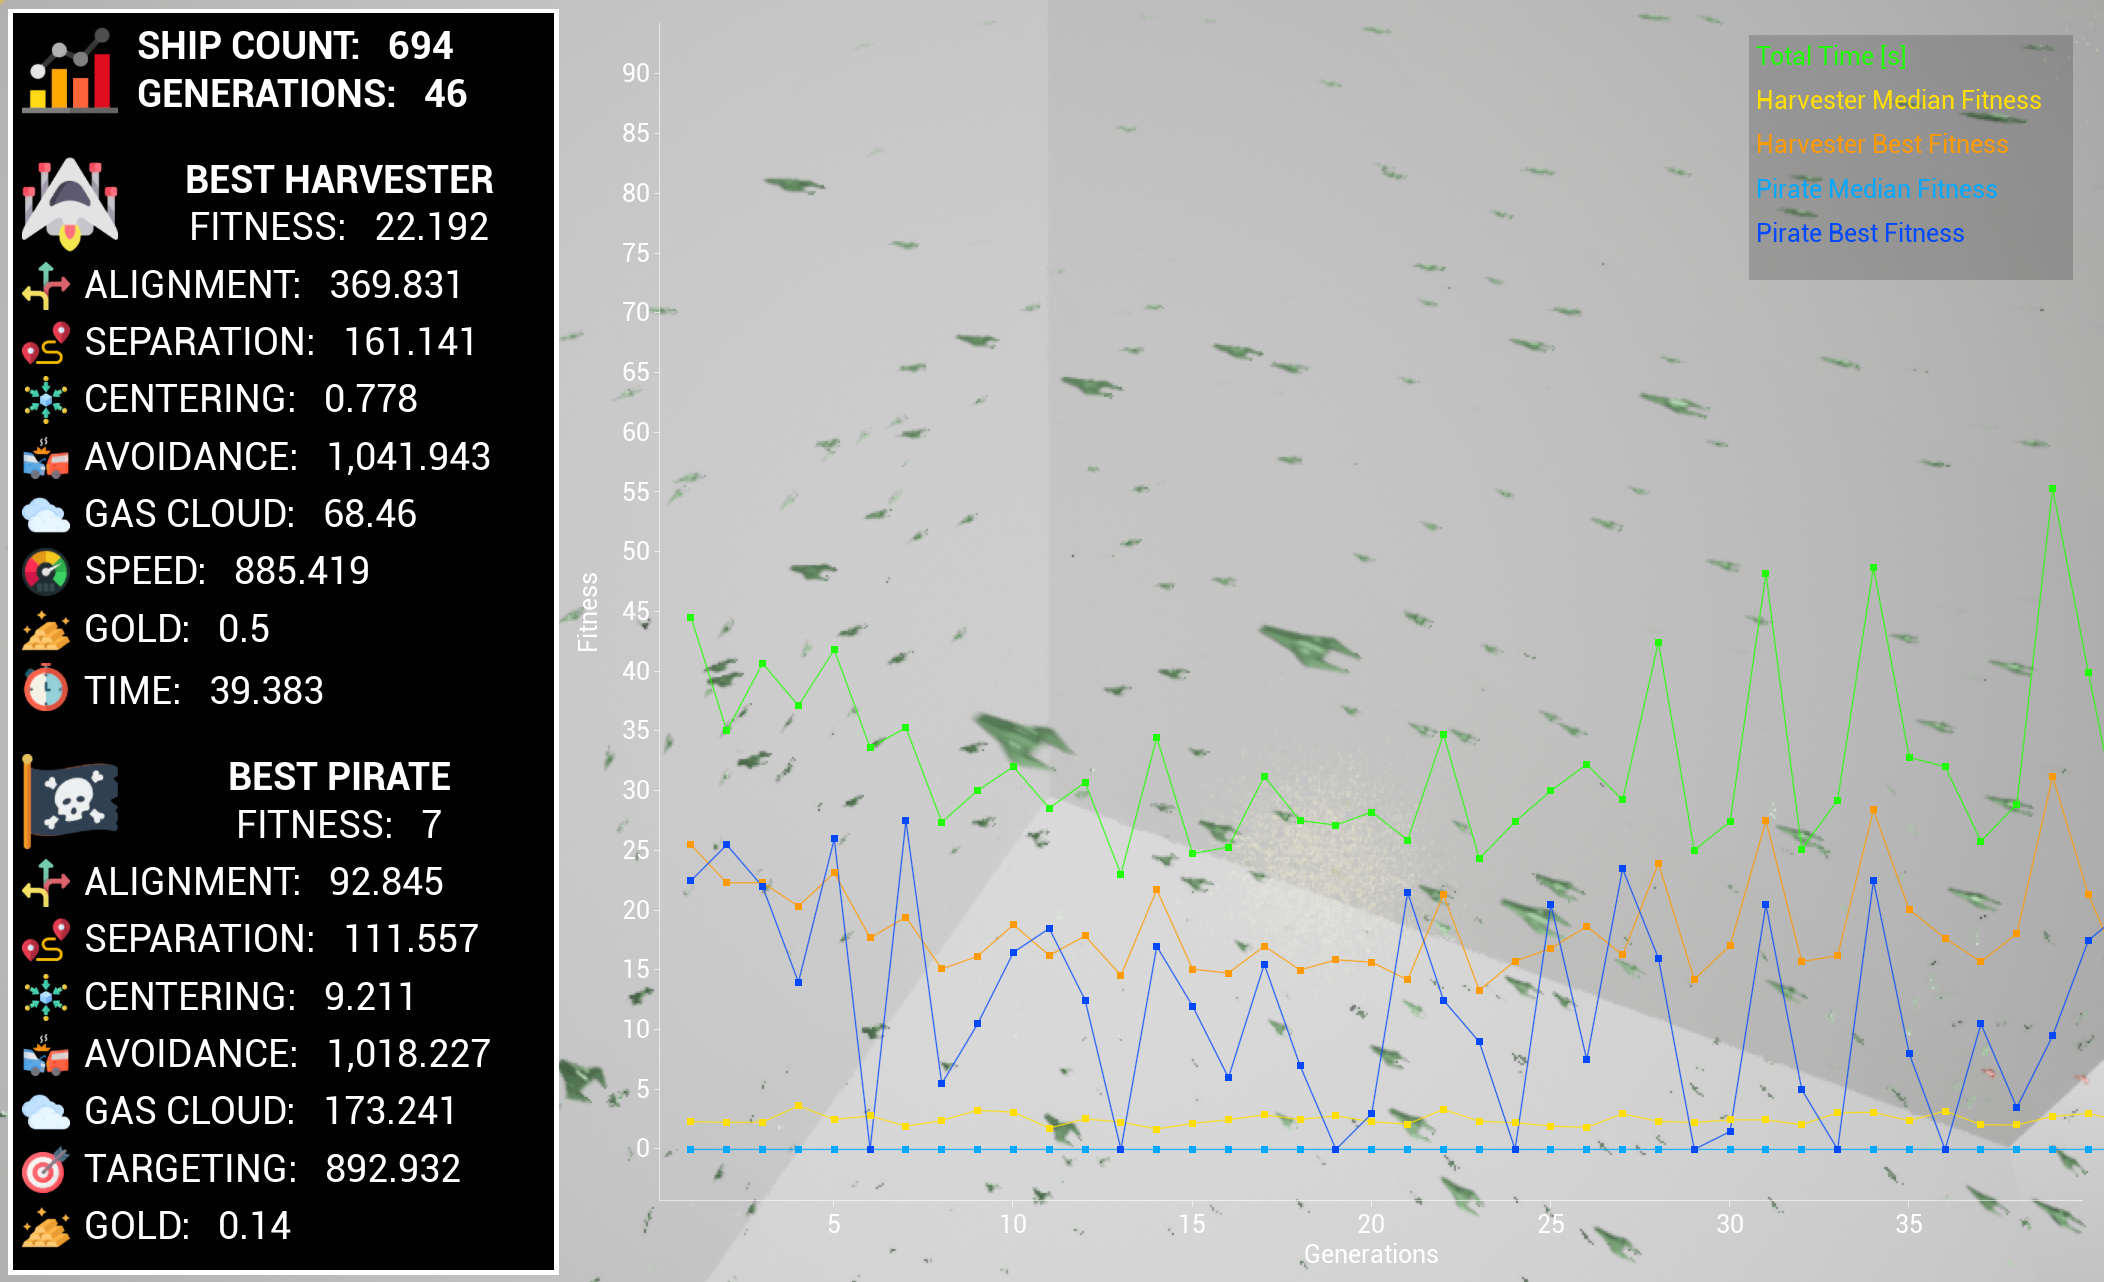 SHIP COUNT: 694
GENERATIONS: 46
BEST HARVESTER
FITNESS: 22.192
ALIGNMENT: 369.831
SEPARATION: 161.141
CENTERING: 0.778
AVOIDANCE: 1,041.943
GAS CLOUD: 68.46
SPEED: 885.419
GOLD: 0.5
TIME: 39.383
BEST PIRATE
FITNESS: 7
ALIGNMENT: 92.845
SEPARATION: 111.557
CENTERING: 9.211
AVOIDANCE: 1,018.227
GAS CLOUD: 173.241
TARGETING: 892.932
GOLD: 0.14
Fitness
90
85
80
75
70
65
60
55
50
45
40
35
30
25
20
15
10
5
0
5 10 15 20 25 30 35
Generations
Total Time [s]
Harvester Median Fitness
Harvester Best Fitness
Pirate Median Fitness
Pirate Best Fitness